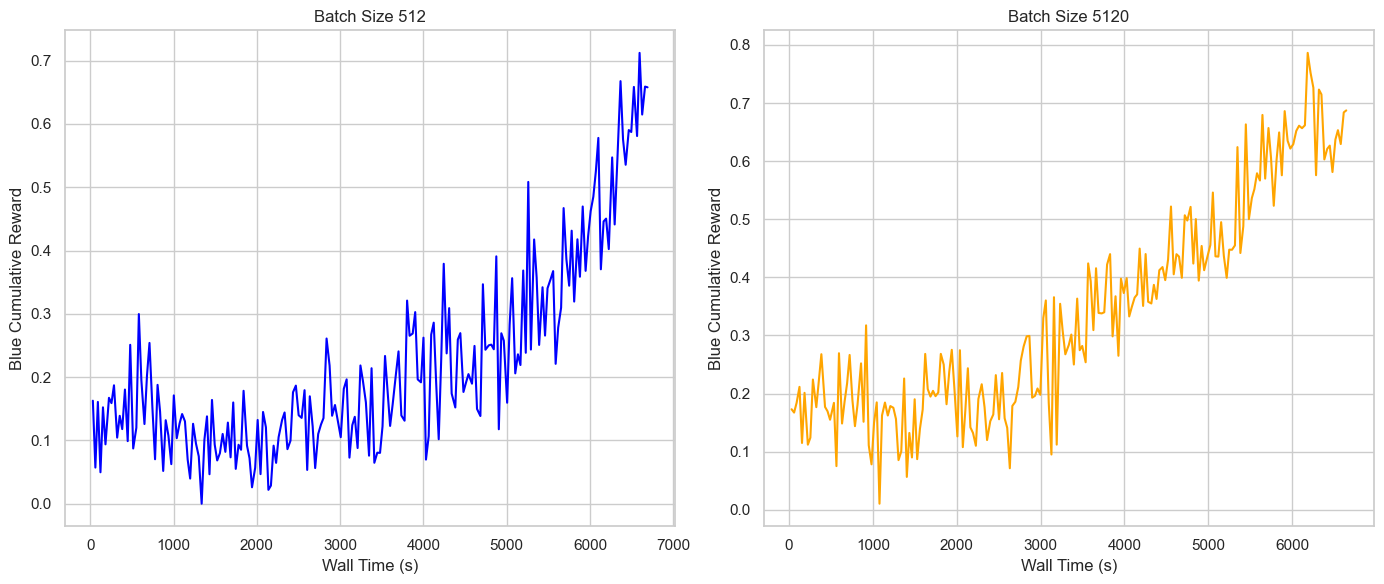 Batch Size 512
Blue Cumulative Reward
0.7
0.6
0.5
0.4
0.3
0.2
0.1
0.0
0 1000 2000 3000 4000 5000 6000 7000
Wall Time (s)
Batch Size 5120
Blue Cumulative Reward
0.8
0.7
0.6
0.5
0.4
0.3
0.2
0.1
0.0
0 1000 2000 3000 4000 5000 6000
Wall Time (s)